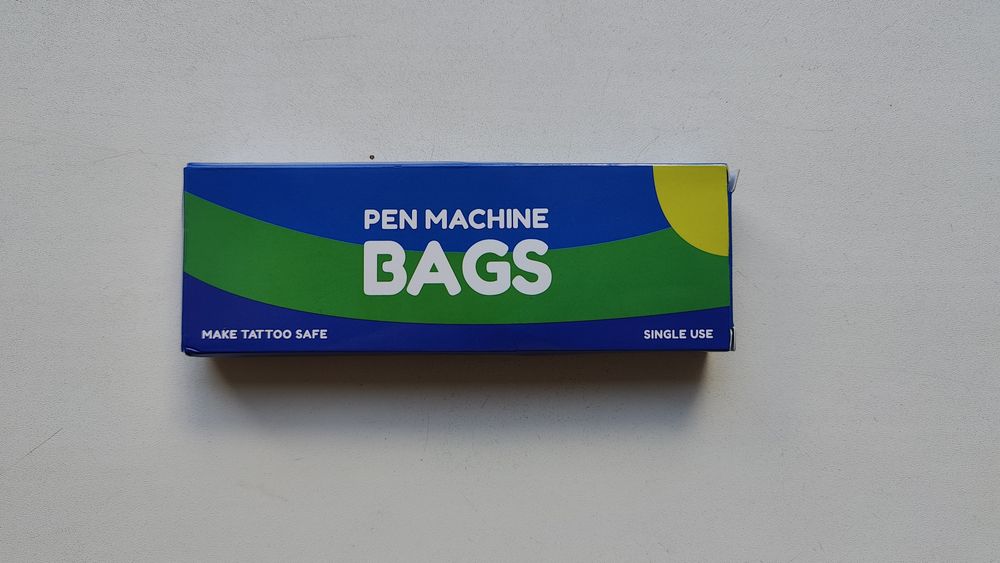 PEN MACHINE
BAGS
MAKE TATTOO SAFE
SINGLE USE